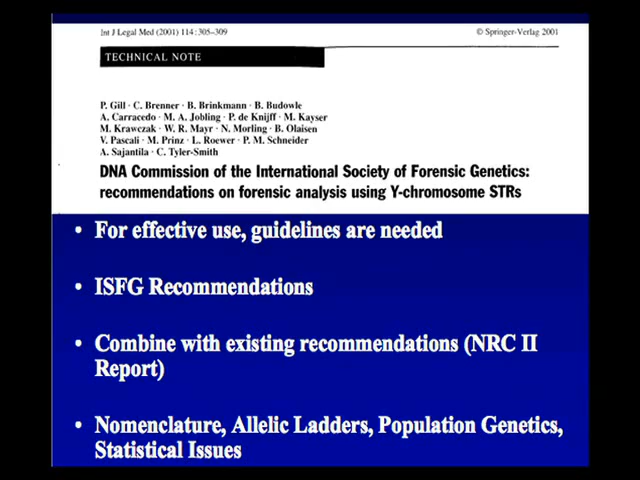 Int J Legal Med (2001) 114:305–309
© Springer-Verlag 2001
TECHNICAL NOTE
P. Gill · C. Brenner · B. Brinkmann · B. Budowle
A. Carracedo · M. A. Jobling · P. de Knijff · M. Kayser
M. Krawczak · W. R. Mayr · N. Morling · B. Olaisen
V. Pascali · M. Prinz · L. Roewer · P. M. Schneider
A. Sajantila · C. Tyler-Smith
DNA Commission of the International Society of Forensic Genetics:
recommendations on forensic analysis using Y-chromosome STRs
• For effective use, guidelines are needed
• ISFG Recommendations
• Combine with existing recommendations (NRC II
Report)
• Nomenclature, Allelic Ladders, Population Genetics,
Statistical Issues